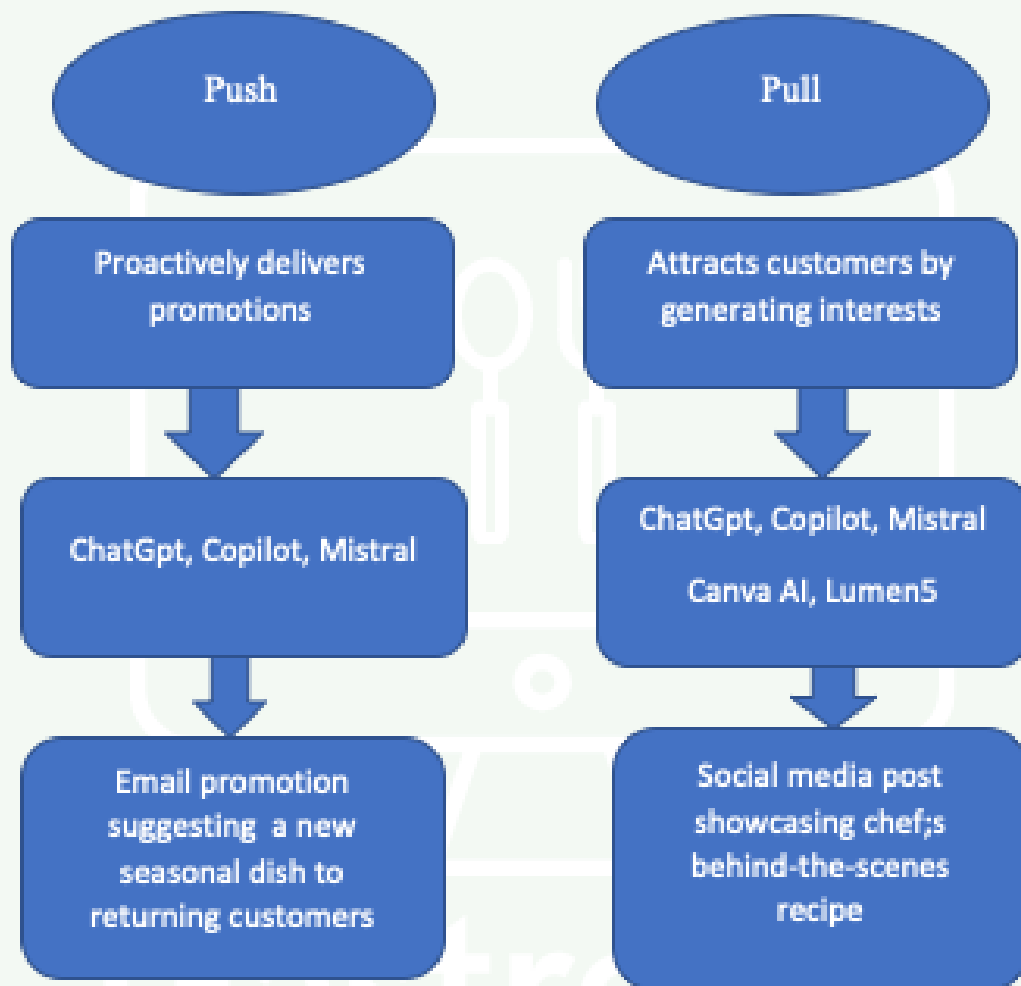 Push
Proactively delivers
promotions
ChatGpt, Copilot, Mistral
Email promotion
suggesting a new
seasonal dish to
returning customers
Pull
Attracts customers by
generating interests
ChatGpt, Copilot, Mistral
Canva AI, Lumen5
Social media post
showcasing chef;s
behind-the-scenes
recipe